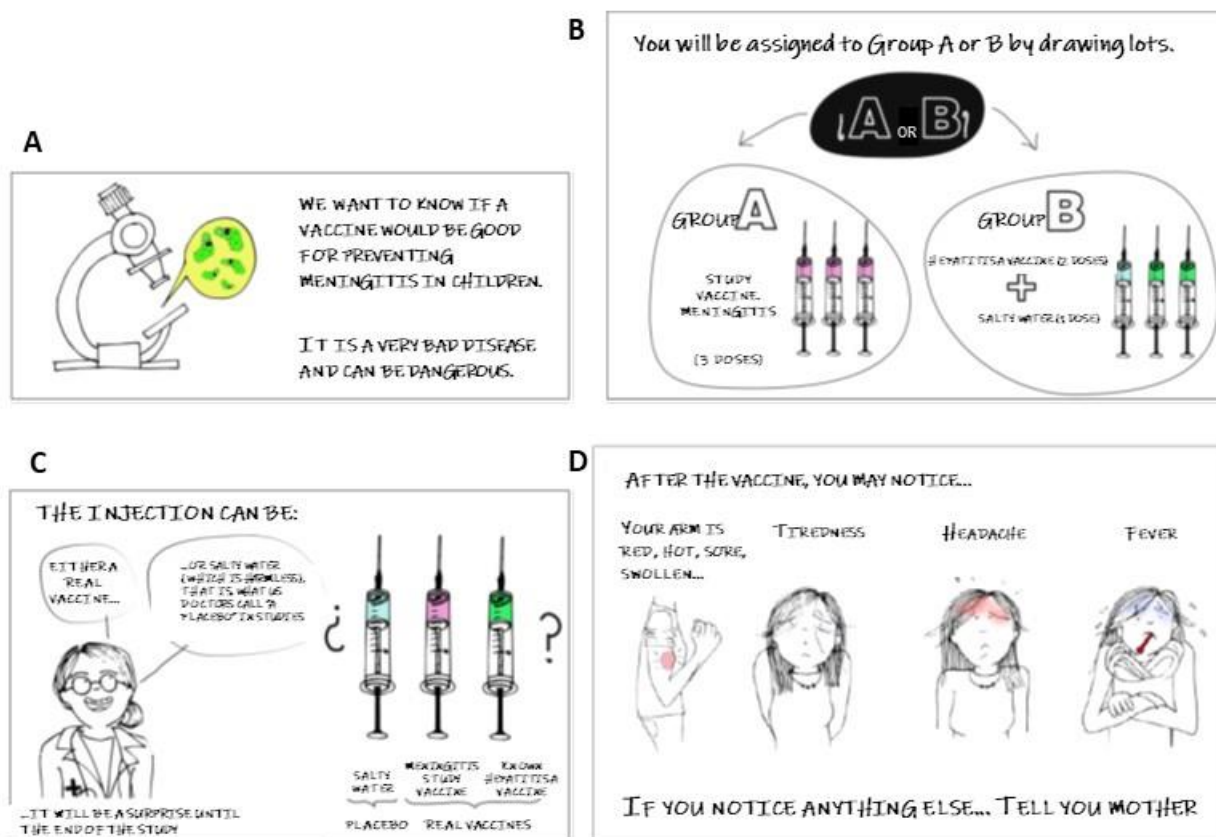 A
WE WANT TO KNOW IF A
VACCINE WOULD BE GOOD
FOR PREVENTING
MENINGITIS IN CHILDREN.
IT IS A VERY BAD DISEASE
AND CAN BE DANGEROUS.
B
You will be assigned to Group A or B by drawing lots.
A OR B
GROUP A
STUDY
VACCINE
MENINGITIS
(3 DOSES)
GROUP B
HEPATITIS A VACCINE (2 DOSES)
+
SALTY WATER (1 DOSE)
C
THE INJECTION CAN BE:
EITHER A
REAL
VACCINE...
...OR SALTY WATER
(WHICH IS HARMLESS),
THAT IS WHAT US
DOCTORS CALL "A
PLACEBO" IN STUDIES
¿ ?
SALTY
WATER
MENINGITIS
STUDY
VACCINE
KNOWN
HEPATITIS A
VACCINE
PLACEBO
REAL VACCINES
...IT WILL BE A SURPRISE UNTIL
THE END OF THE STUDY
D
AFTER THE VACCINE, YOU MAY NOTICE...
YOUR ARM IS
RED, HOT, SORE,
SWOLLEN...
TIREDNESS
HEADACHE
FEVER
IF YOU NOTICE ANYTHING ELSE... TELL YOU MOTHER